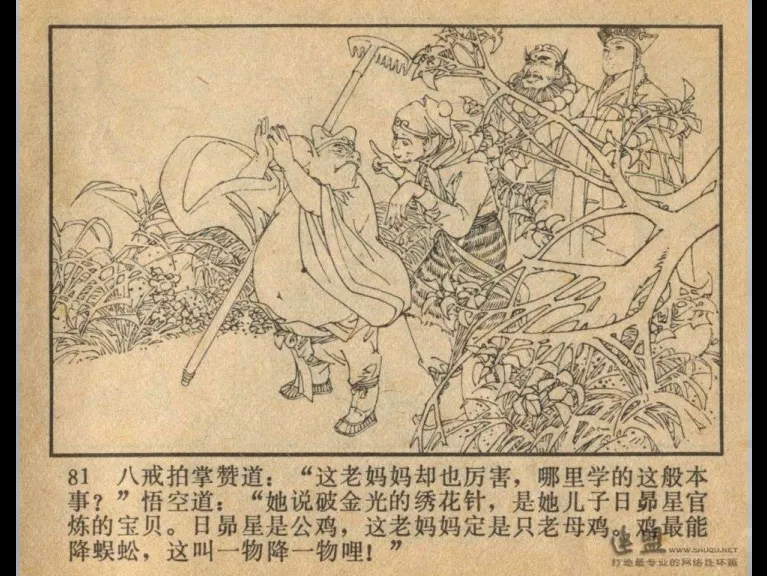 81 八戒拍掌赞道：“这老妈妈却也厉害，哪里学的这般本
事？”悟空道：“她说破金光的绣花针，是她儿子日昴星官
炼的宝贝。日昴星是公鸡，这老妈妈定是只老母鸡。鸡最能
降蜈蚣，这叫一物降一物哩！”
连盟 WWW.SHUQU.NET
打造最专业的网络连环画